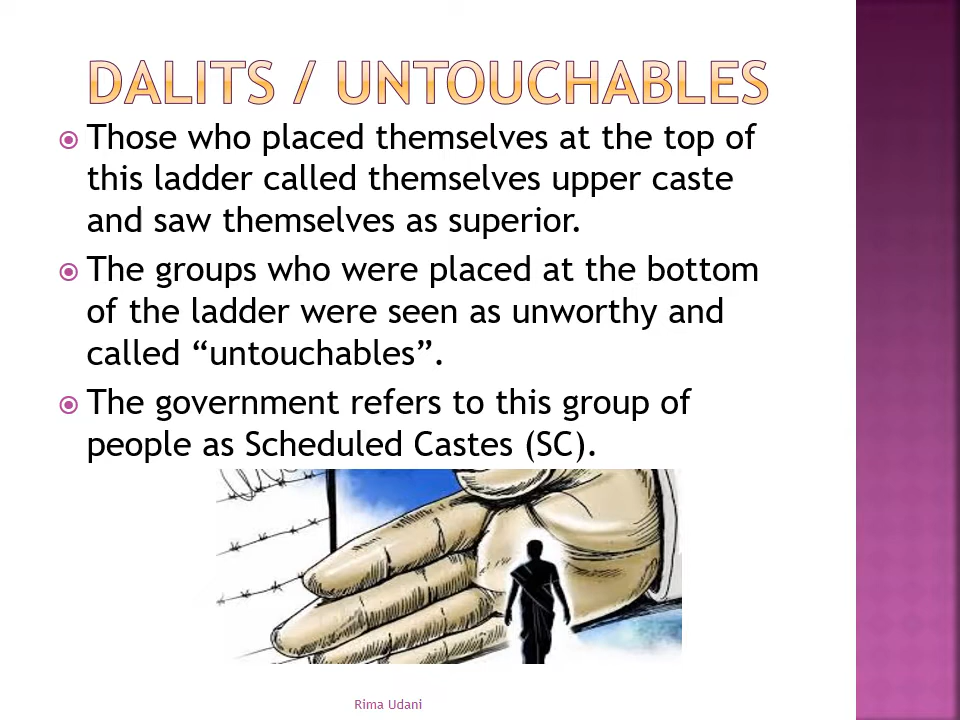 DALITS / UNTOUCHABLES
Those who placed themselves at the top of
this ladder called themselves upper caste
and saw themselves as superior.
The groups who were placed at the bottom
of the ladder were seen as unworthy and
called “untouchables”.
The government refers to this group of
people as Scheduled Castes (SC).
Rima Udani